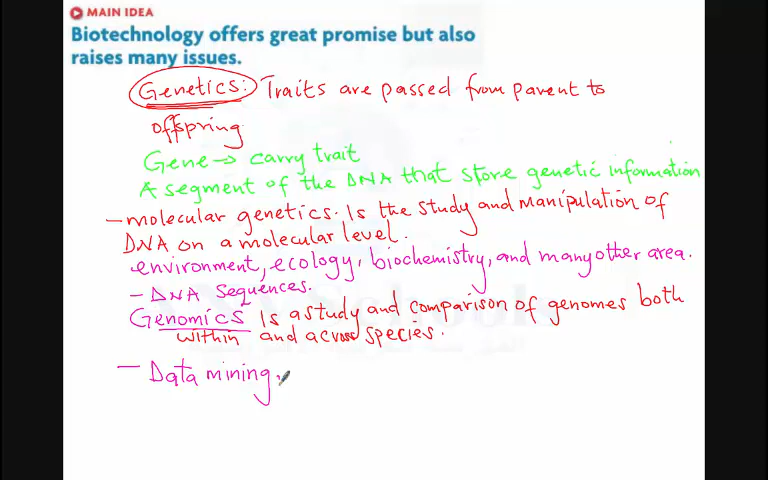 MAIN IDEA
Biotechnology offers great promise but also
raises many issues.
Genetics: Traits are passed from parent to
offspring
Gene → carry trait
A segment of the DNA that store genetic information
- molecular genetics. Is the study and manipulation of
DNA on a molecular level.
environment, ecology, biochemistry, and many other area.
- DNA sequences.
Genomics Is a study and comparison of genomes both
within and across species.
- Data mining.